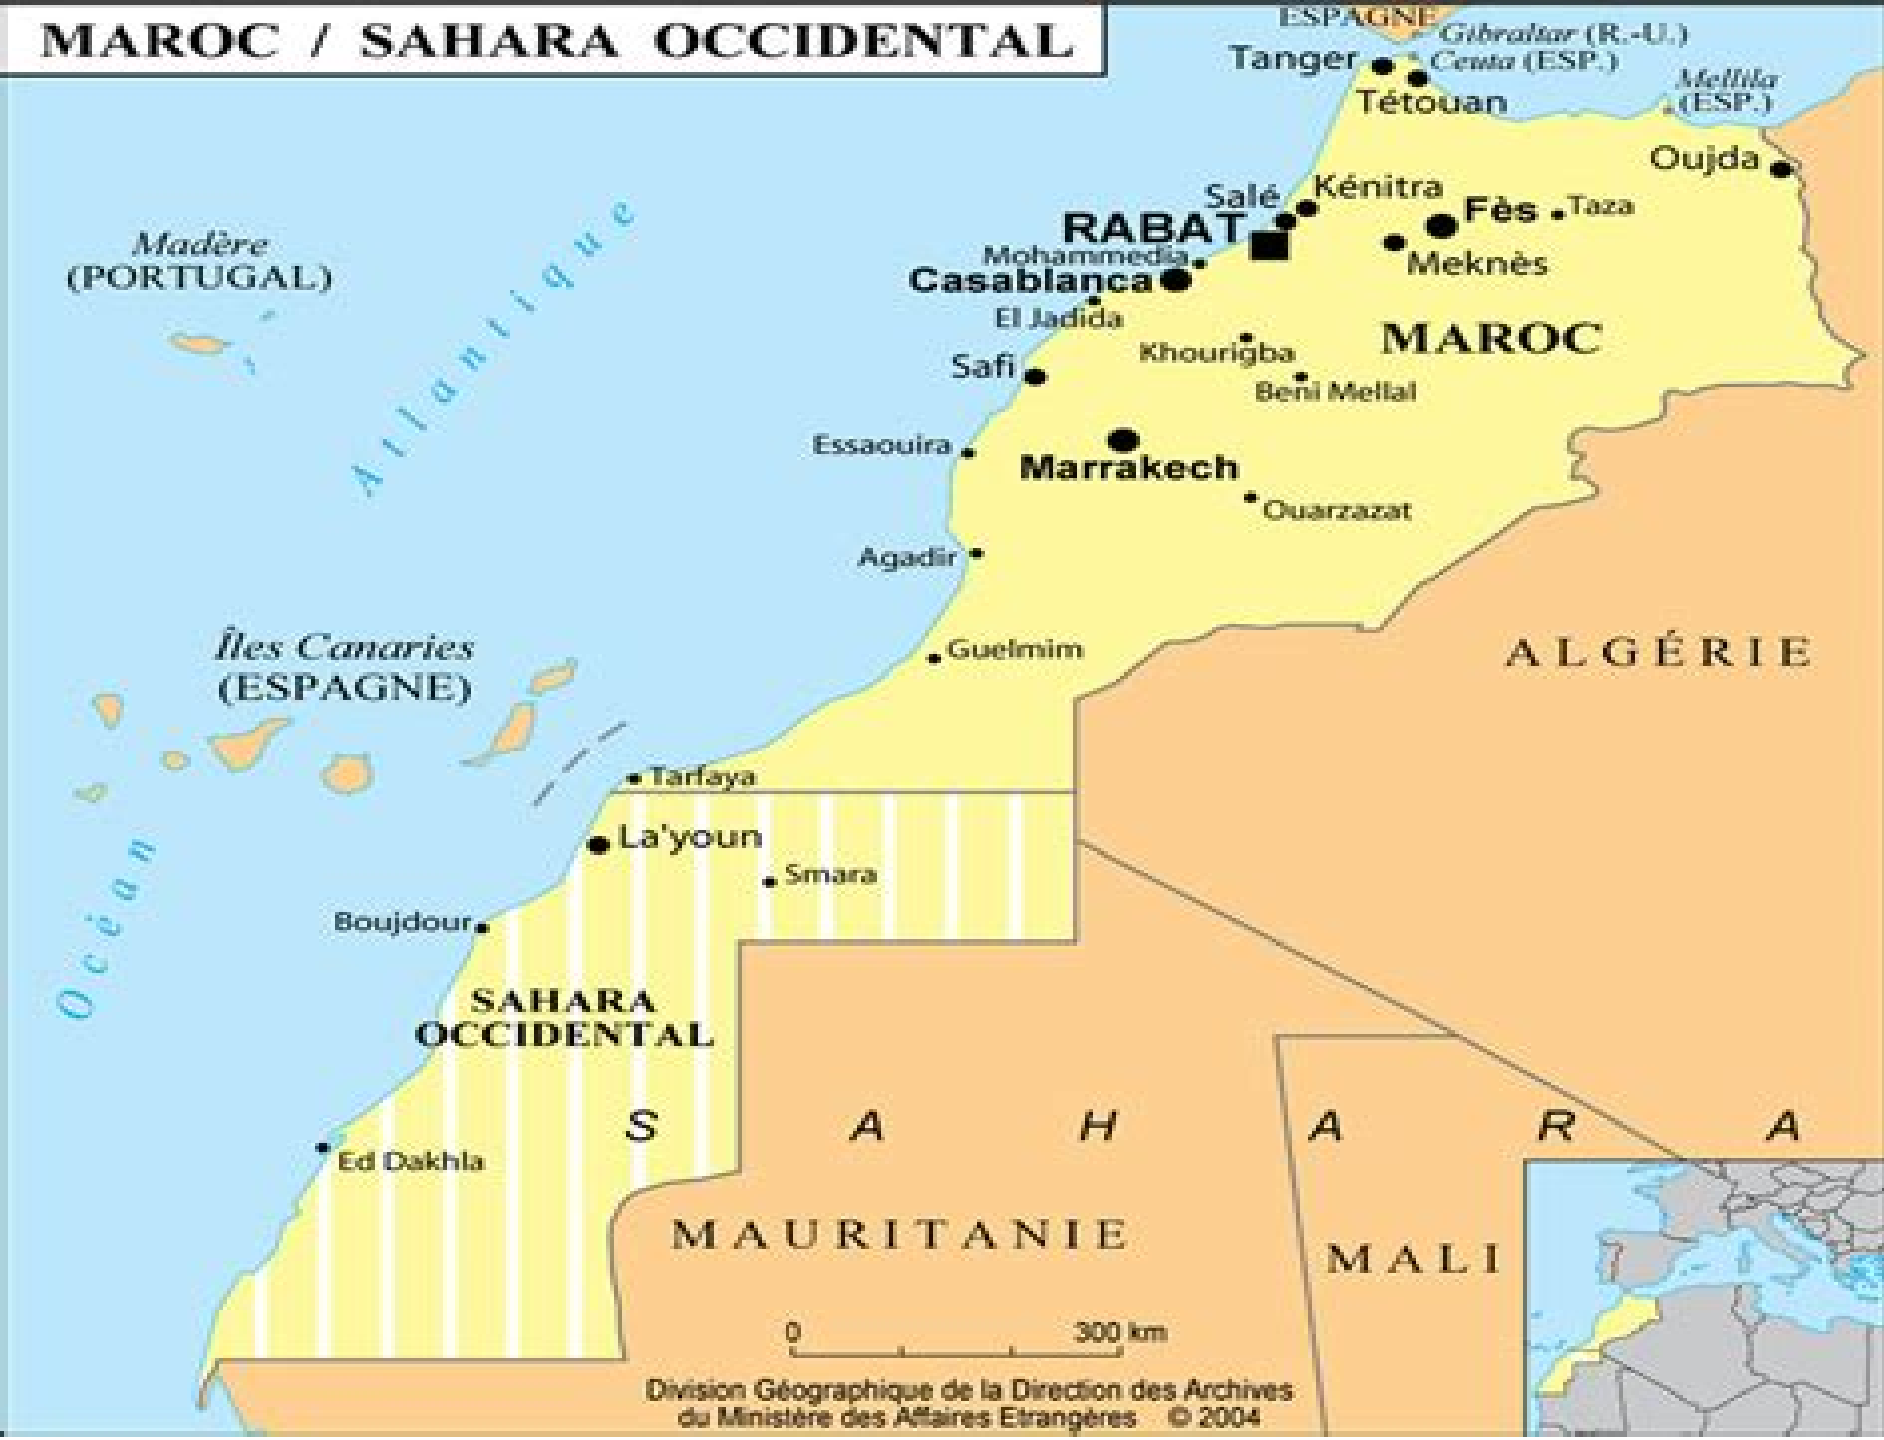 MAROC / SAHARA OCCIDENTAL
ESPAGNE
Gibraltar (R.-U.)
Tanger
Ceuta (ESP.)
Mellila
(ESP.)
Tétouan
Oujda
Salé
Kénitra
Fès
Taza
RABAT
Mohammedia
Meknès
Casablanca
El Jadida
MAROC
Khourigba
Safi
Beni Mellal
Essaouira
Marrakech
Ouarzazat
Agadir
Guelmim
Madère
(PORTUGAL)
Océan Atlantique
Îles Canaries
(ESPAGNE)
ALGÉRIE
Tarfaya
La'youn
Smara
Boujdour
SAHARA
OCCIDENTAL
S A H A R A
Ed Dakhla
MAURITANIE
MALI
0 300 km
Division Géographique de la Direction des Archives
du Ministère des Affaires Etrangères © 2004